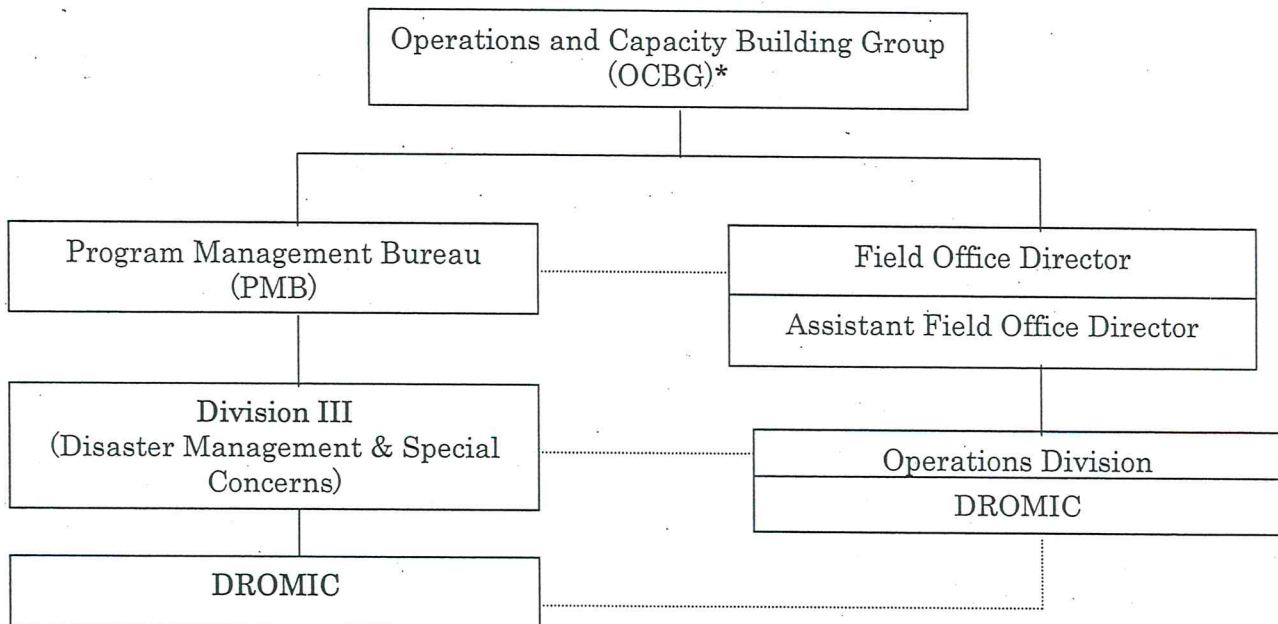 Operations and Capacity Building Group
(OCBG)*
Program Management Bureau
(PMB)
Field Office Director
Assistant Field Office Director
Division III
(Disaster Management & Special
Concerns)
Operations Division
DROMIC
DROMIC